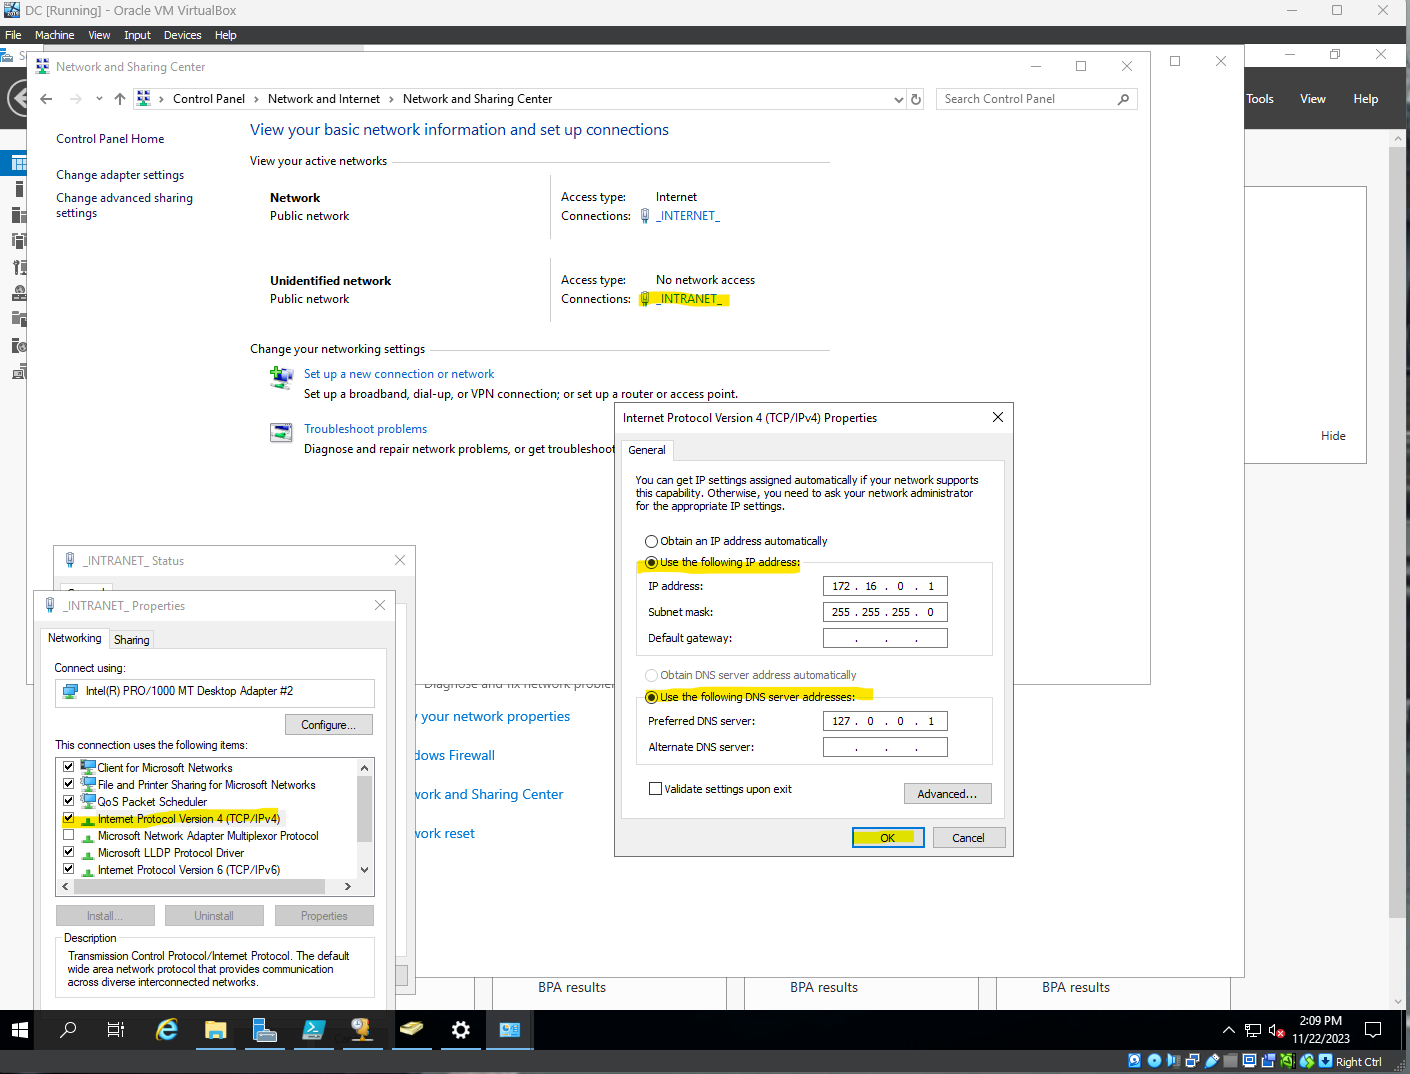 DC [Running] - Oracle VM VirtualBox
File Machine View Input Devices Help
Network and Sharing Center
Control Panel > Network and Internet > Network and Sharing Center
Search Control Panel
Tools View Help
Control Panel Home
Change adapter settings
Change advanced sharing
settings
View your basic network information and set up connections
View your active networks
Network
Public network
Access type: Internet
Connections: _INTERNET_
Unidentified network
Public network
Access type: No network access
Connections: _INTRANET_
Change your networking settings
Set up a new connection or network
Set up a broadband, dial-up, or VPN connection; or set up a router or access point.
Troubleshoot problems
Diagnose and repair network problems, or get troubleshoot
Hide
Internet Protocol Version 4 (TCP/IPv4) Properties
General
You can get IP settings assigned automatically if your network supports
this capability. Otherwise, you need to ask your network administrator
for the appropriate IP settings.
Obtain an IP address automatically
Use the following IP address:
IP address: 172 . 16 . 0 . 1
Subnet mask: 255 . 255 . 255 . 0
Default gateway: . . .
Obtain DNS server address automatically
Use the following DNS server addresses:
Preferred DNS server: 127 . 0 . 0 . 1
Alternate DNS server: . . .
Validate settings upon exit
Advanced...
OK Cancel
_INTRANET_ Status
_INTRANET_ Properties
Networking Sharing
Connect using:
Intel(R) PRO/1000 MT Desktop Adapter #2
Configure...
This connection uses the following items:
Client for Microsoft Networks
File and Printer Sharing for Microsoft Networks
QoS Packet Scheduler
Internet Protocol Version 4 (TCP/IPv4)
Microsoft Network Adapter Multiplexor Protocol
Microsoft LLDP Protocol Driver
Internet Protocol Version 6 (TCP/IPv6)
Install... Uninstall Properties
Description
Transmission Control Protocol/Internet Protocol. The default
wide area network protocol that provides communication
across diverse interconnected networks.
Diagnose and fix network proble
your network properties
dows Firewall
work and Sharing Center
work reset
BPA results BPA results BPA results
2:09 PM
11/22/2023
Right Ctrl